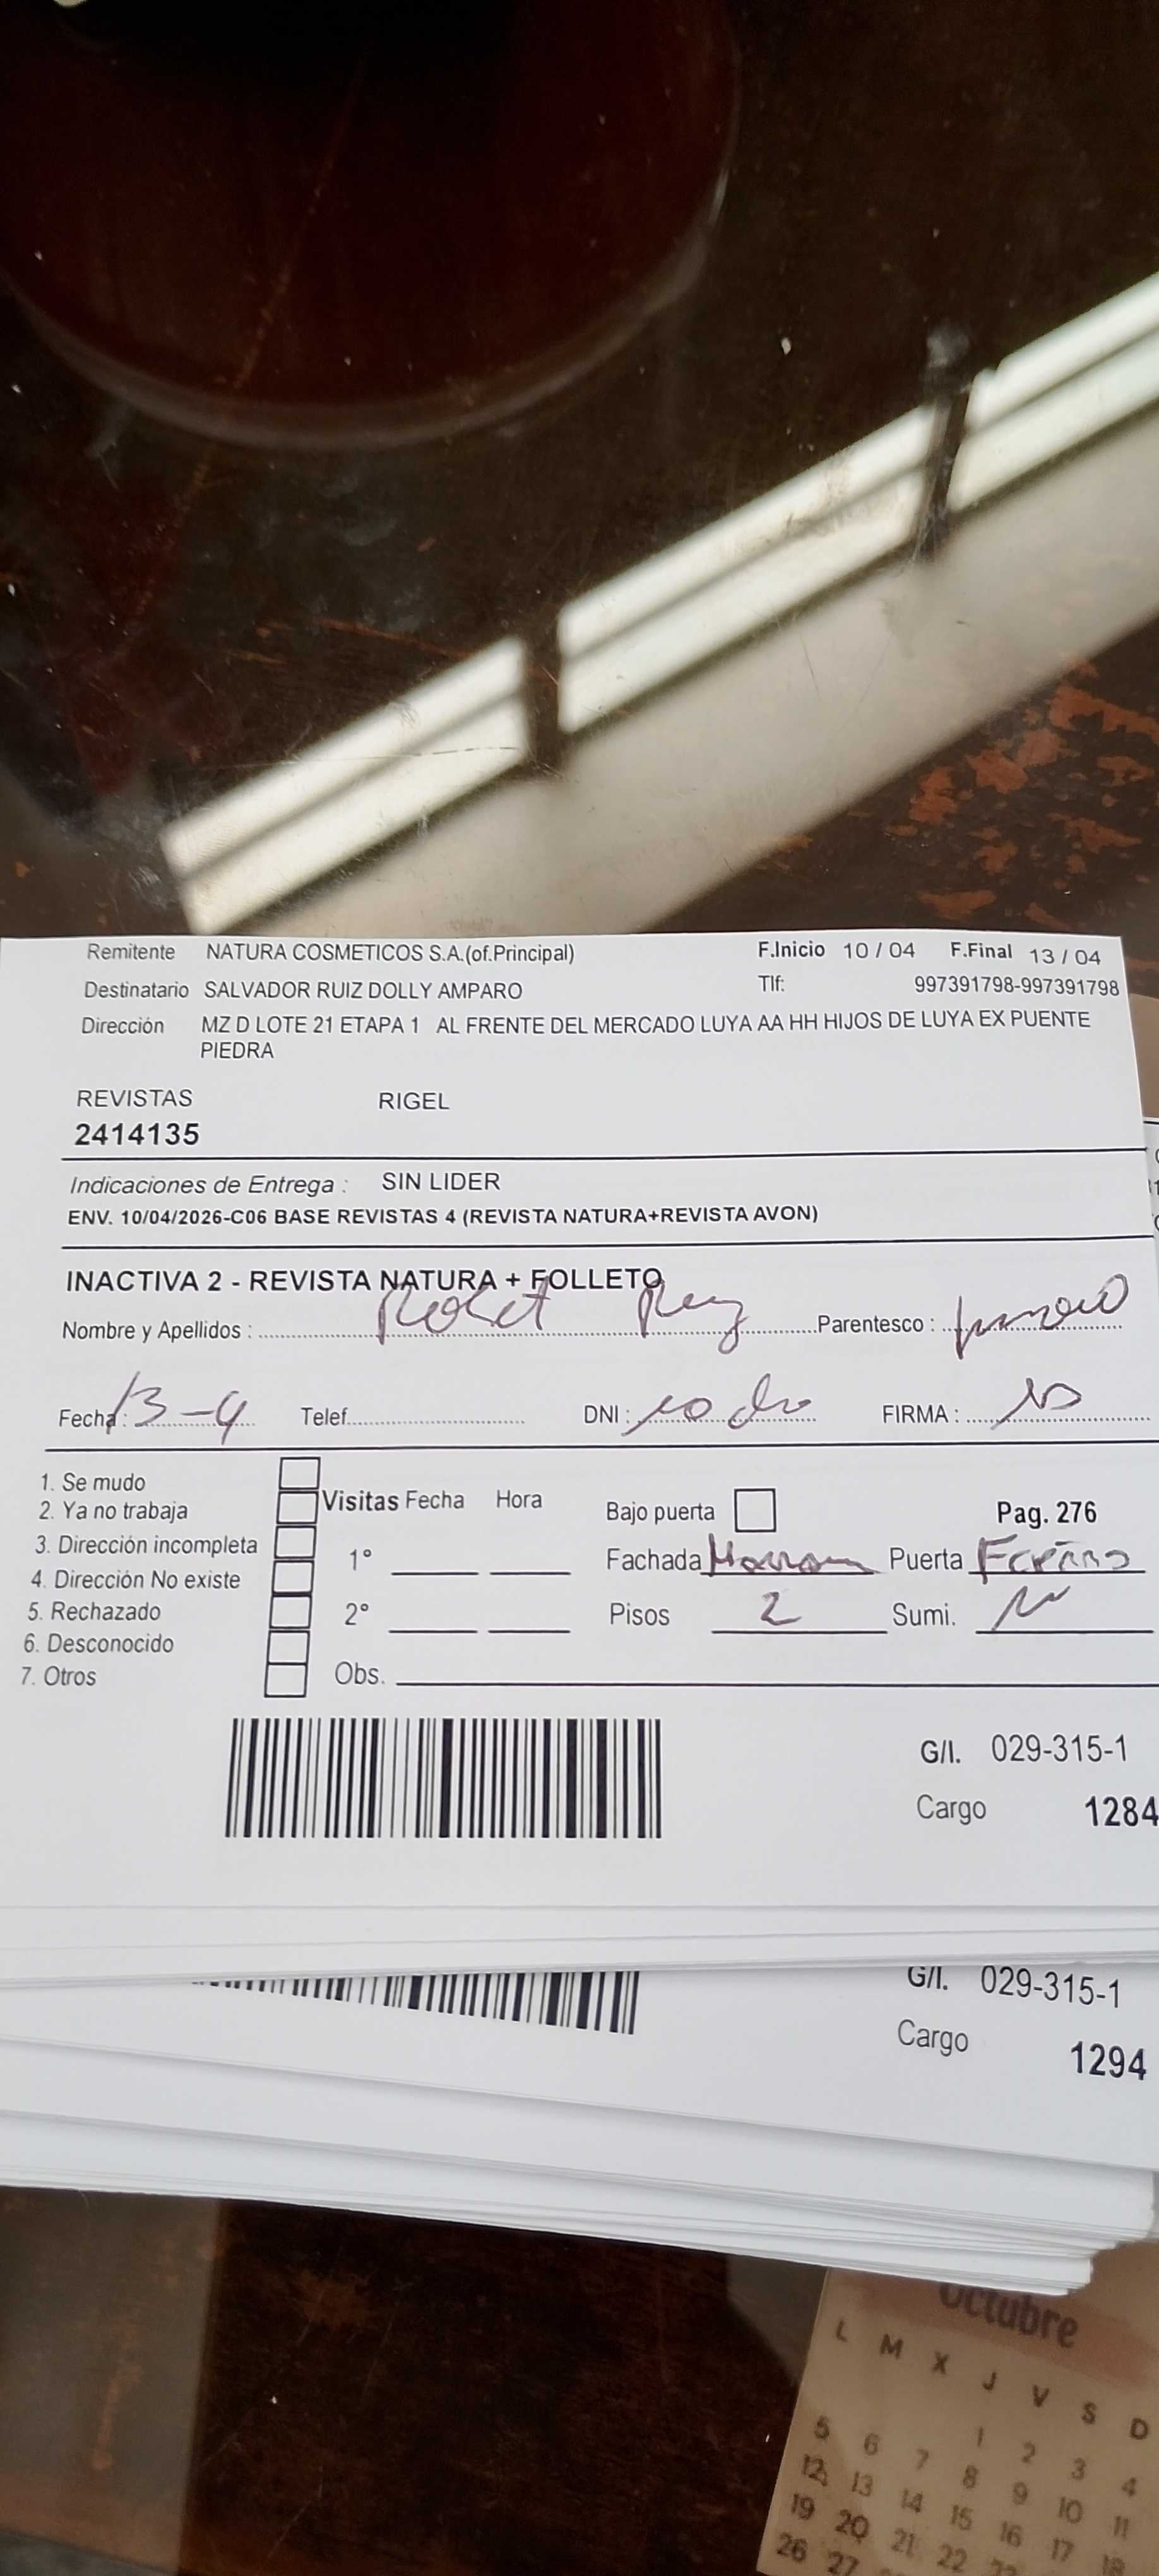 Remitente NATURA COSMETICOS S.A.(of.Principal) F.Inicio 10 / 04 F.Final 13 / 04
Destinatario SALVADOR RUIZ DOLLY AMPARO Tlf: 997391798-997391798
Dirección MZ D LOTE 21 ETAPA 1 AL FRENTE DEL MERCADO LUYA AA HH HIJOS DE LUYA EX PUENTE
PIEDRA
REVISTAS RIGEL
2414135
Indicaciones de Entrega : SIN LIDER
ENV. 10/04/2026-C06 BASE REVISTAS 4 (REVISTA NATURA+REVISTA AVON)
INACTIVA 2 - REVISTA NATURA + FOLLETO
Nombre y Apellidos : Parentesco :
Fecha : 13-4 Telef. DNI : FIRMA :
1. Se mudo
2. Ya no trabaja Visitas Fecha Hora Bajo puerta Pag. 276
3. Dirección incompleta 1° Fachada Puerta
4. Dirección No existe
5. Rechazado 2° Pisos 2 Sumi.
6. Desconocido
7. Otros Obs.
G/I. 029-315-1
Cargo 1284
G/I. 029-315-1
Cargo 1294
Octubre
L M X J V S D
1 2 3 4
5 6 7 8 9 10 11
12 13 14 15 16 17 18
19 20 21 22
26 27